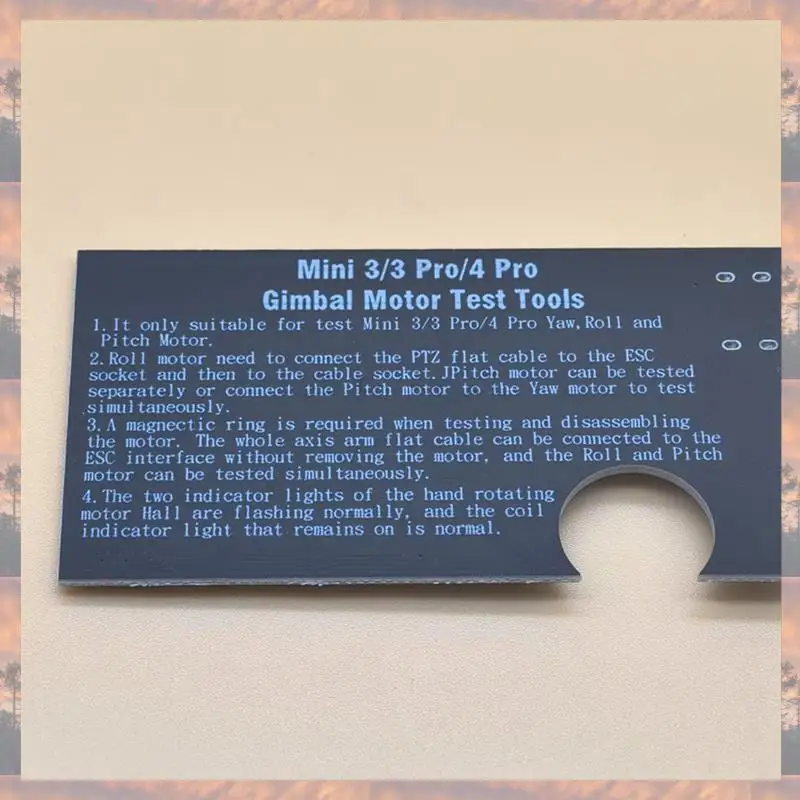 Mini 3/3 Pro/4 Pro
Gimbal Motor Test Tools
1. It only suitable for test Mini 3/3 Pro/4 Pro Yaw, Roll and
Pitch Motor.
2. Roll motor need to connect the PTZ flat cable to the ESC
socket and then to the cable socket. JPitch motor can be tested
separately or connect the Pitch motor to the Yaw motor to test
simultaneously.
3. A magnectic ring is required when testing and disassembling
the motor. The whole axis arm flat cable can be connected to the
ESC interface without removing the motor, and the Roll and Pitch
motor can be tested simultaneously.
4. The two indicator lights of the hand rotating
motor Hall are flashing normally, and the coil
indicator light that remains on is normal.